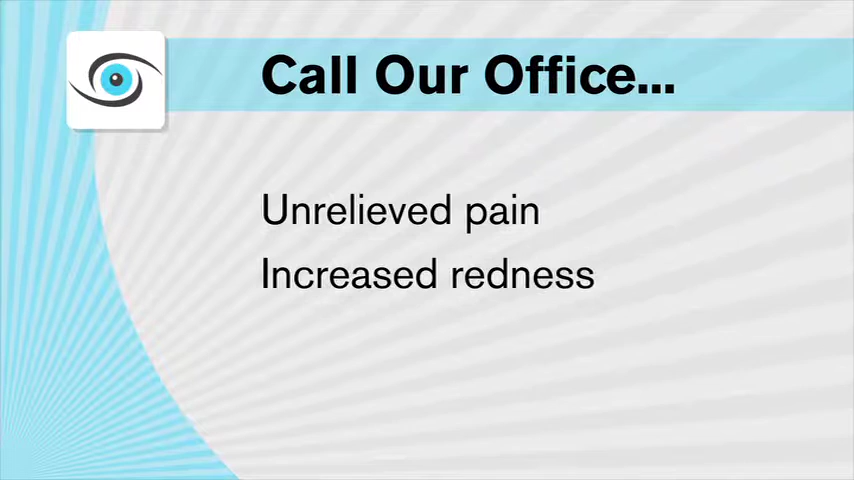 Call Our Office...
Unrelieved pain
Increased redness